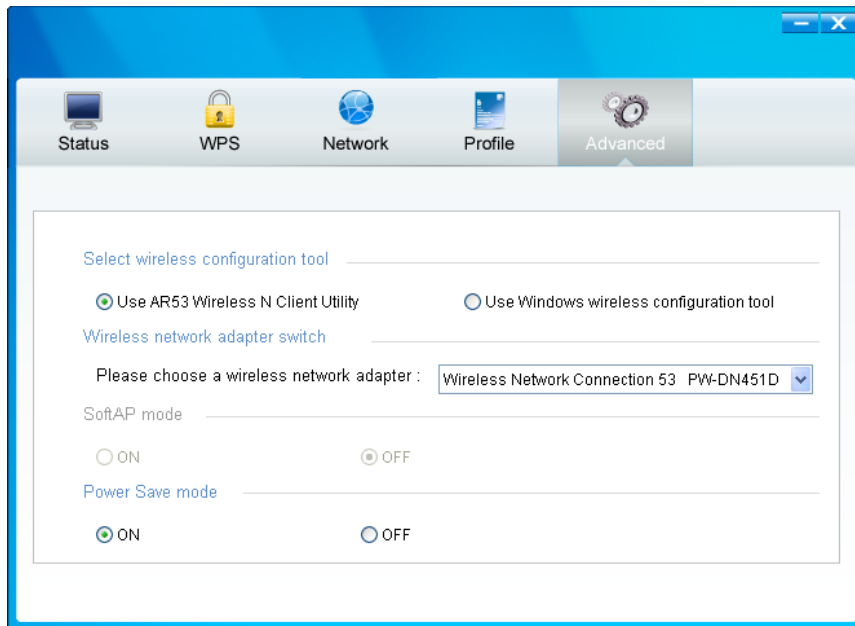 Status WPS Network Profile Advanced
Select wireless configuration tool
Use AR53 Wireless N Client Utility Use Windows wireless configuration tool
Wireless network adapter switch
Please choose a wireless network adapter : Wireless Network Connection 53 PW-DN451D
SoftAP mode
ON OFF
Power Save mode
ON OFF